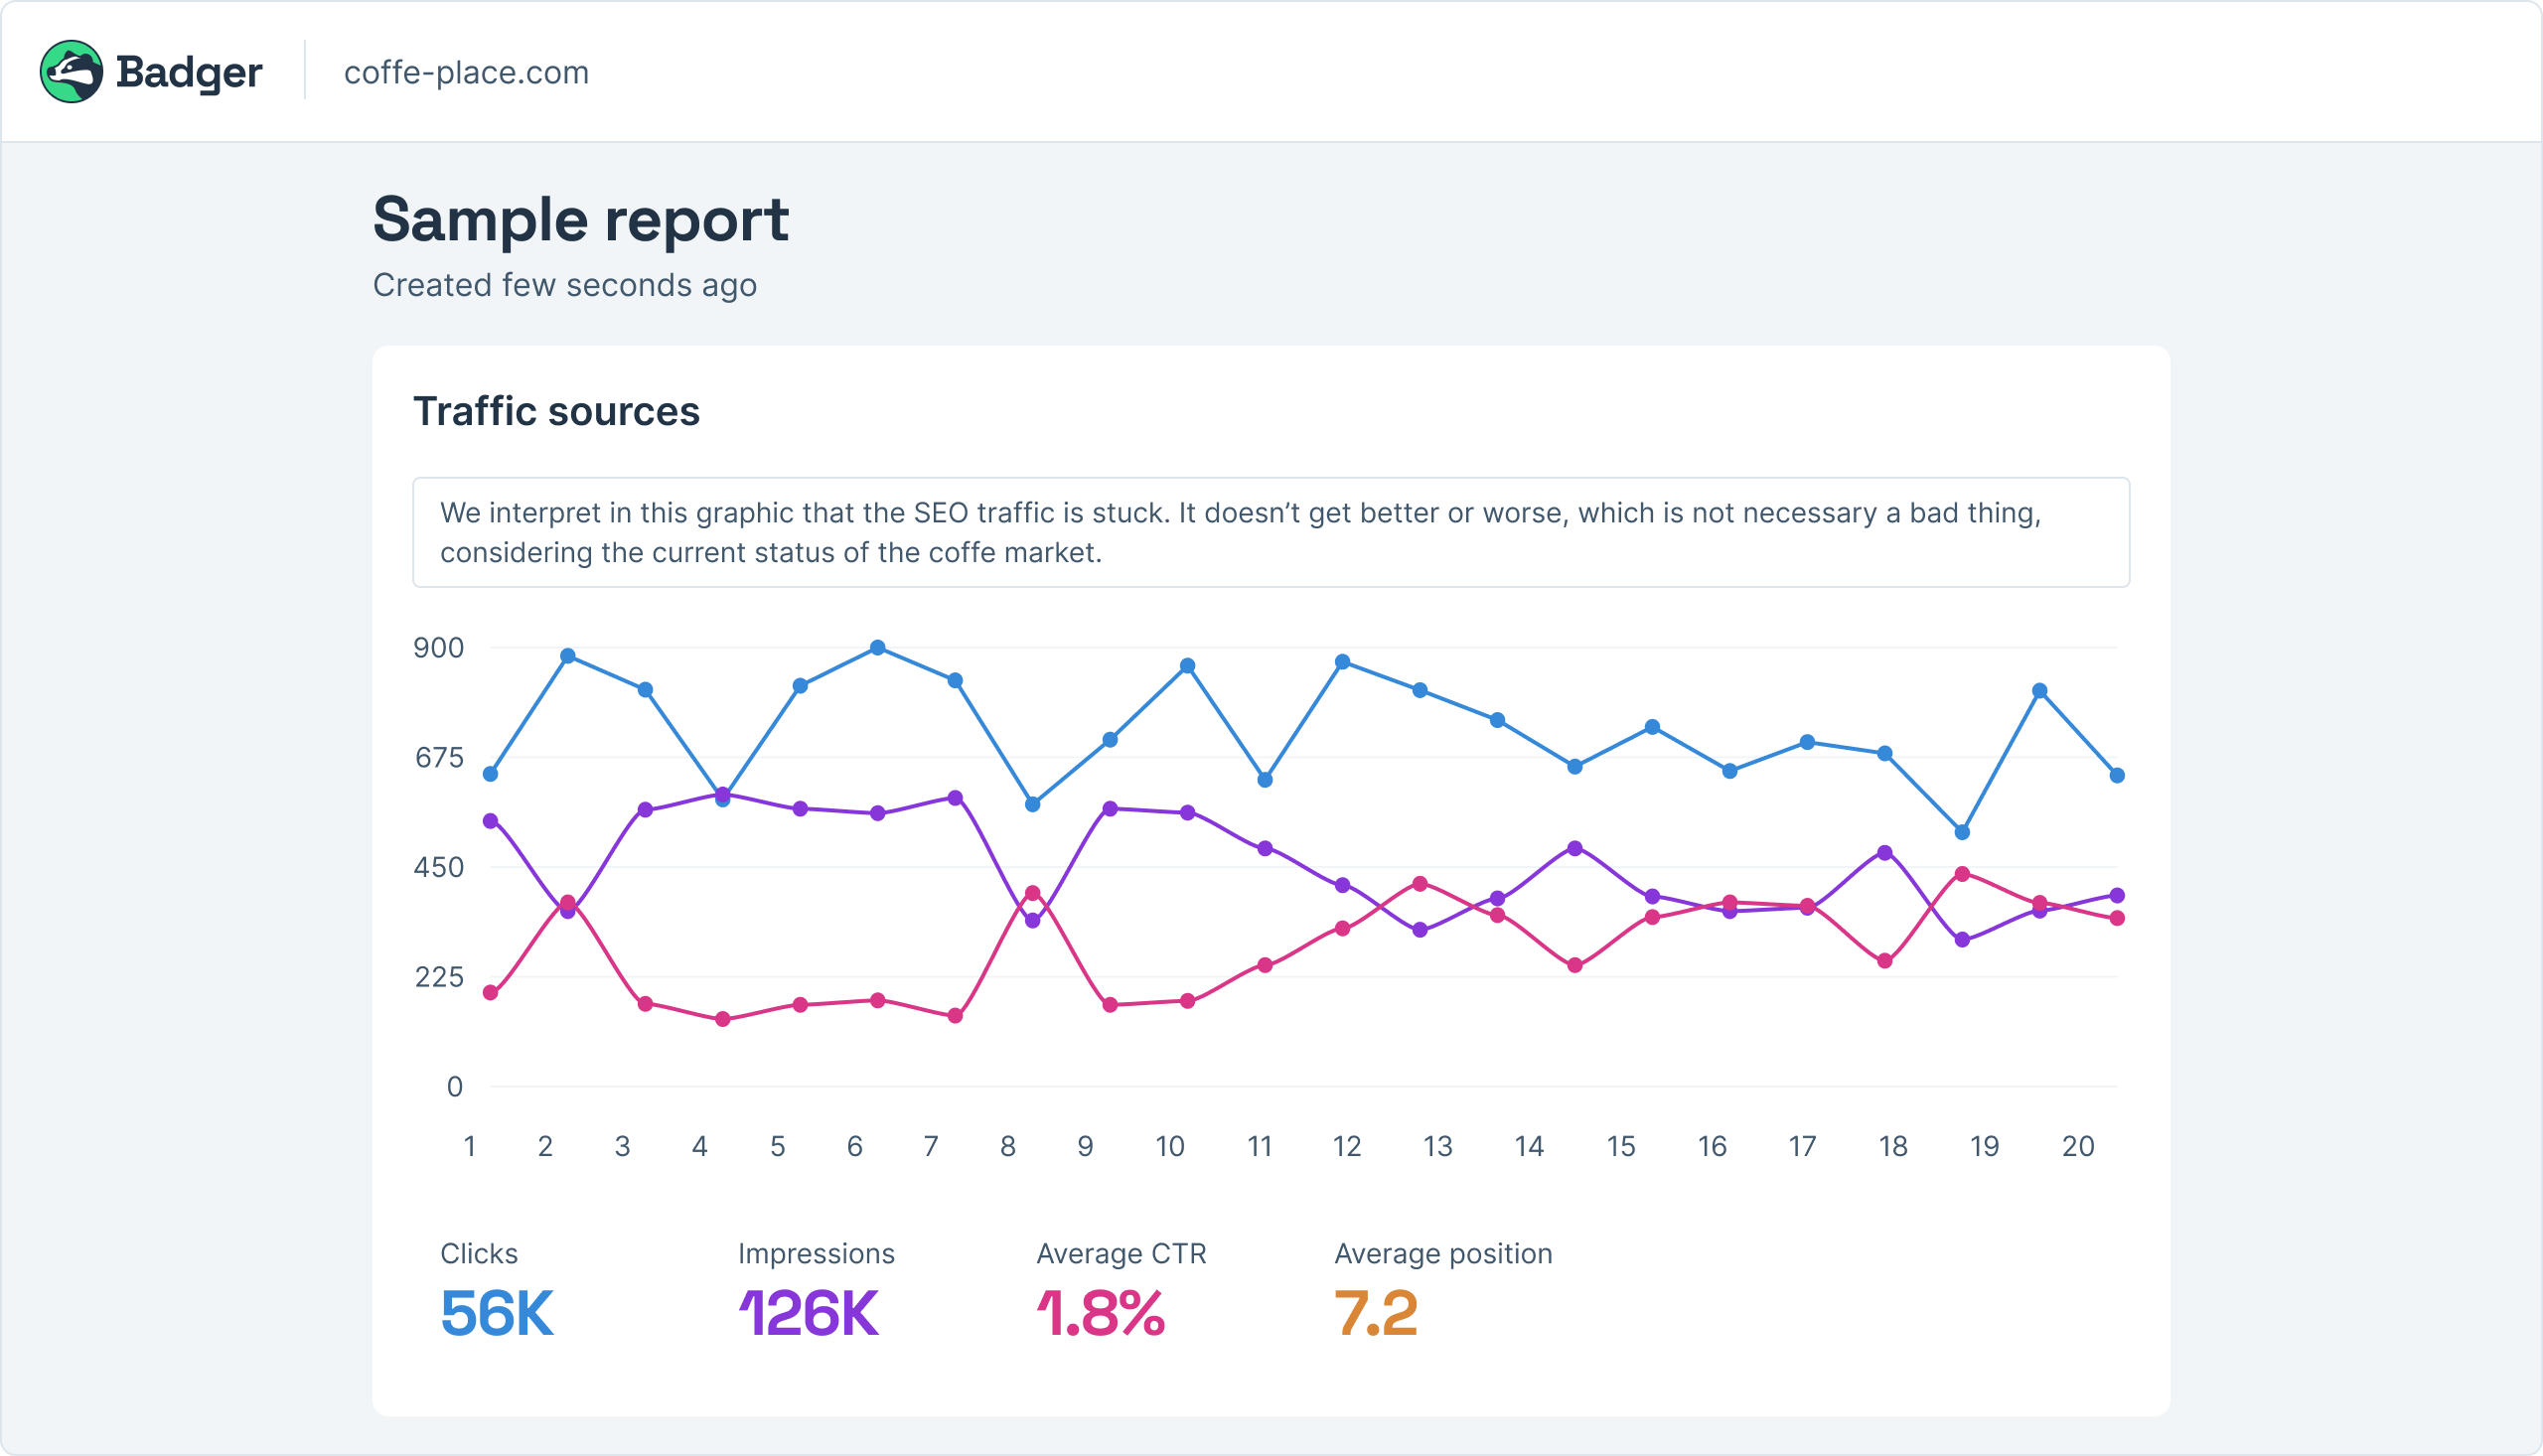 Badger
coffe-place.com
Sample report
Created few seconds ago
Traffic sources
We interpret in this graphic that the SEO traffic is stuck. It doesn’t get better or worse, which is not necessary a bad thing,
considering the current status of the coffe market.
900
675
450
225
0
1 2 3 4 5 6 7 8 9 10 11 12 13 14 15 16 17 18 19 20
Clicks Impressions Average CTR Average position
56K 126K 1.8% 7.2